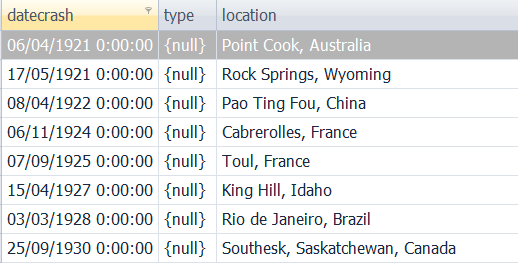 datecrash type location
06/04/1921 0:00:00 {null} Point Cook, Australia
17/05/1921 0:00:00 {null} Rock Springs, Wyoming
08/04/1922 0:00:00 {null} Pao Ting Fou, China
06/11/1924 0:00:00 {null} Cabrerolles, France
07/09/1925 0:00:00 {null} Toul, France
15/04/1927 0:00:00 {null} King Hill, Idaho
03/03/1928 0:00:00 {null} Rio de Janeiro, Brazil
25/09/1930 0:00:00 {null} Southesk, Saskatchewan, Canada